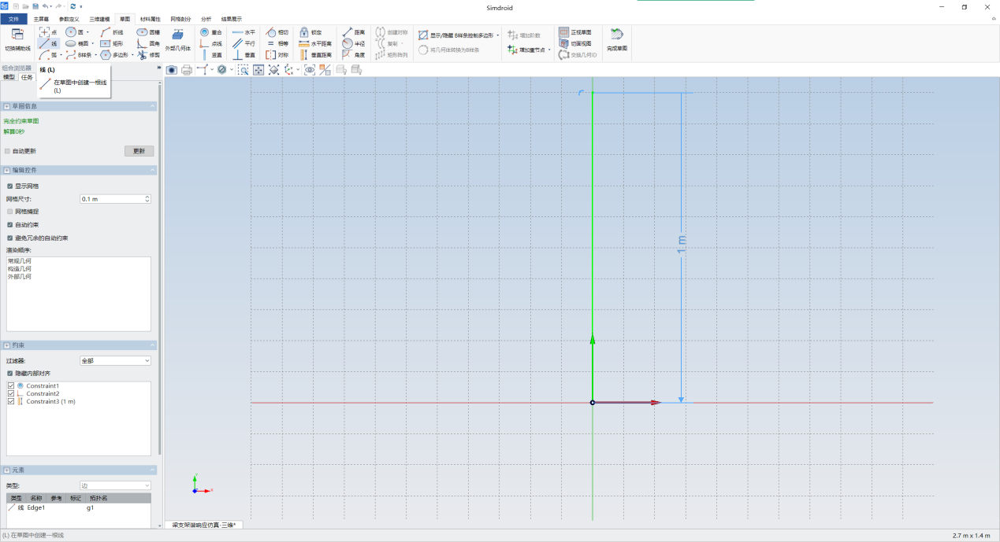 Simdroid
文件 主屏幕 参数定义 三维建模 草图 材料属性 网格剖分 分析 结果展示
切换辅助线
点 圆 折线 圆槽
线 椭圆 矩形 圆角
弧 B样条 多边形 修剪
外部几何体
重合 水平 相切 锁定 距离
点线 平行 相等 水平距离 半径
竖直 垂直 对称 垂直距离 角度
创建对称
复制
矩形阵列
显示/隐藏 B样条控制多边形
将几何体转换为B样条
增加阶数
增加重节点
正视草图
切面视图
交换几何ID
完成草图
组合浏览器
模型 任务
线 (L)
在草图中创建一根线
(L)
草图信息
完全约束草图
解算0秒
自动更新 更新
编辑控件
显示网格
网格尺寸: 0.1 m
网格捕捉
自动约束
避免冗余的自动约束
渲染顺序:
常规几何
构造几何
外部几何
约束
过滤器: 全部
隐藏内部对齐
Constraint1
Constraint2
Constraint3 (1 m)
元素
类型: 边
类型 名称 参考 标记 拓扑名
线 Edge1 g1
1 m
Y
X
梁支架谐响应仿真-三维*
(L) 在草图中创建一根线
2.7 m x 1.4 m